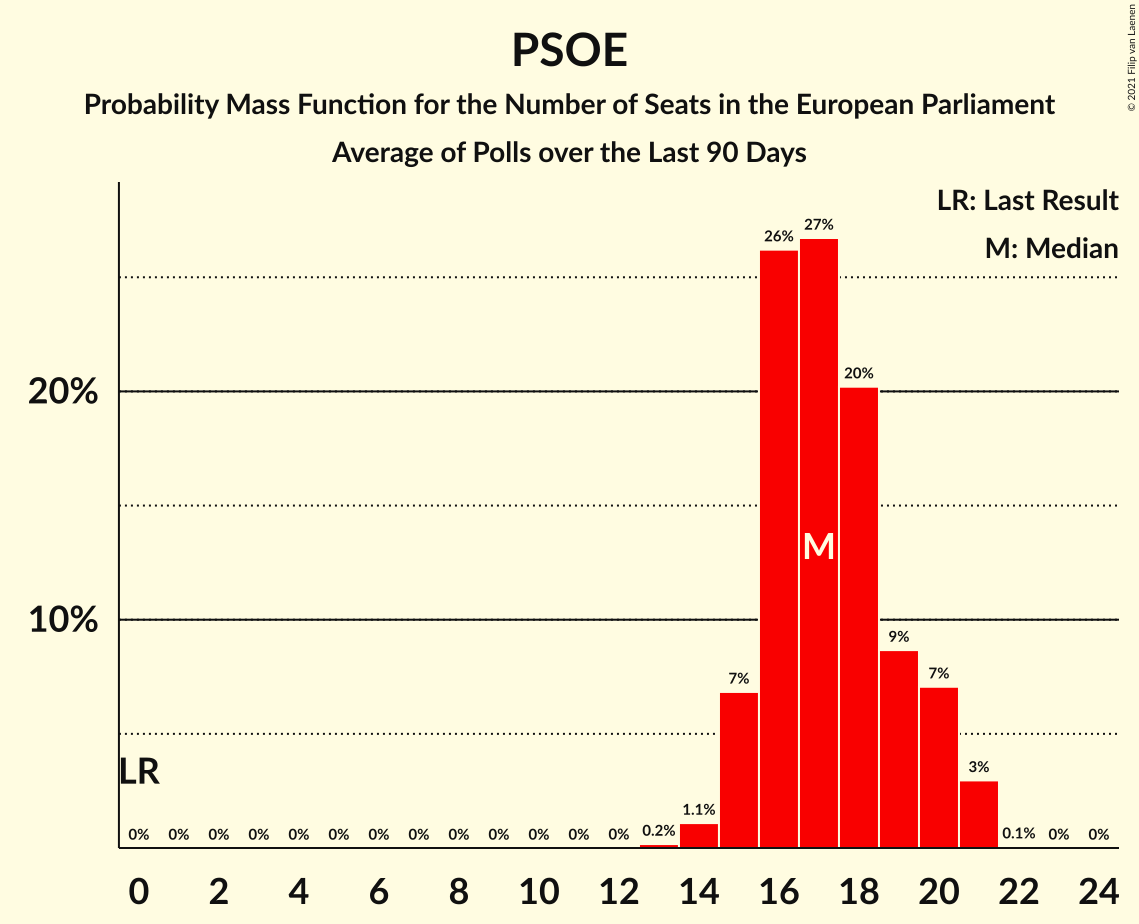 PSOE
Probability Mass Function for the Number of Seats in the European Parliament
Average of Polls over the Last 90 Days
© 2021 Filip van Laenen
LR: Last Result
M: Median
20%
10%
LR
M
0% 0% 0% 0% 0% 0% 0% 0% 0% 0% 0% 0% 0% 0.2% 1.1% 7% 26% 27% 20% 9% 7% 3% 0.1% 0% 0%
0 2 4 6 8 10 12 14 16 18 20 22 24